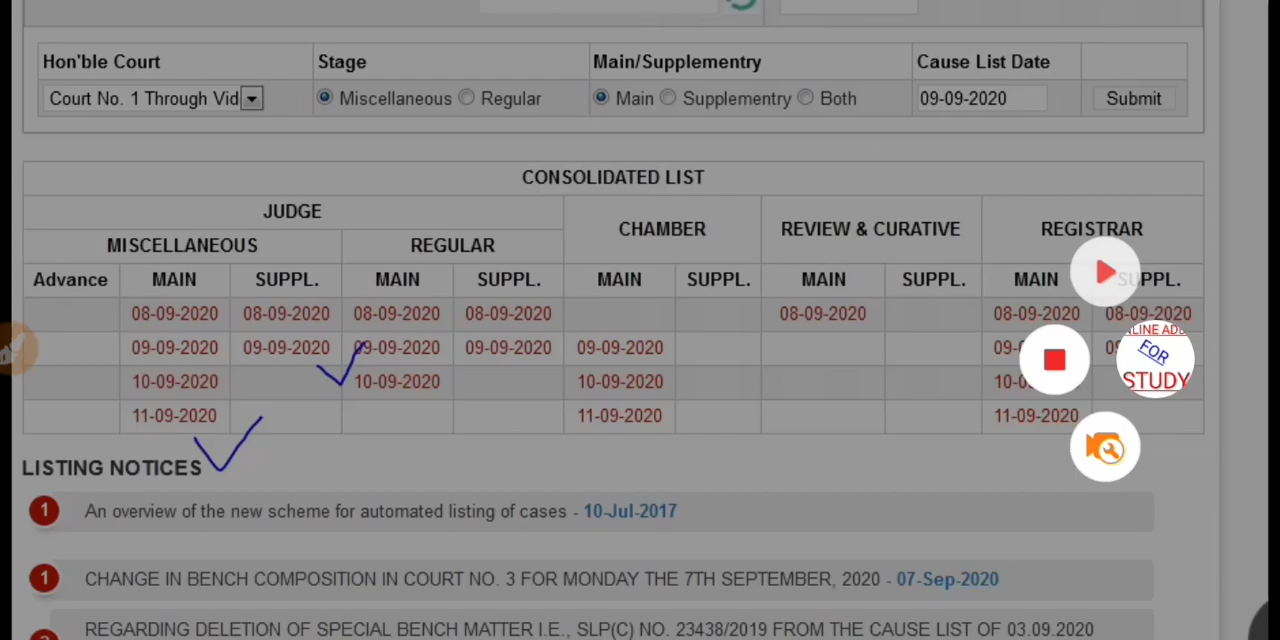 Hon'ble Court Stage Main/Supplementry Cause List Date
Court No. 1 Through Vid Miscellaneous Regular Main Supplementry Both 09-09-2020 Submit
CONSOLIDATED LIST
JUDGE
CHAMBER REVIEW & CURATIVE REGISTRAR
MISCELLANEOUS REGULAR
Advance MAIN SUPPL. MAIN SUPPL. MAIN SUPPL. MAIN SUPPL. MAIN SUPPL.
08-09-2020 08-09-2020 08-09-2020 08-09-2020 08-09-2020 08-09-2020 08-09-2020
09-09-2020 09-09-2020 09-09-2020 09-09-2020 09-09-2020 09-
10-09-2020 10-09-2020 10-09-2020 10-0
11-09-2020 11-09-2020 11-09-2020
FOR
STUDY
LISTING NOTICES
1 An overview of the new scheme for automated listing of cases - 10-Jul-2017
1 CHANGE IN BENCH COMPOSITION IN COURT NO. 3 FOR MONDAY THE 7TH SEPTEMBER, 2020 - 07-Sep-2020
REGARDING DELETION OF SPECIAL BENCH MATTER I.E., SLP(C) NO. 23438/2019 FROM THE CAUSE LIST OF 03.09.2020